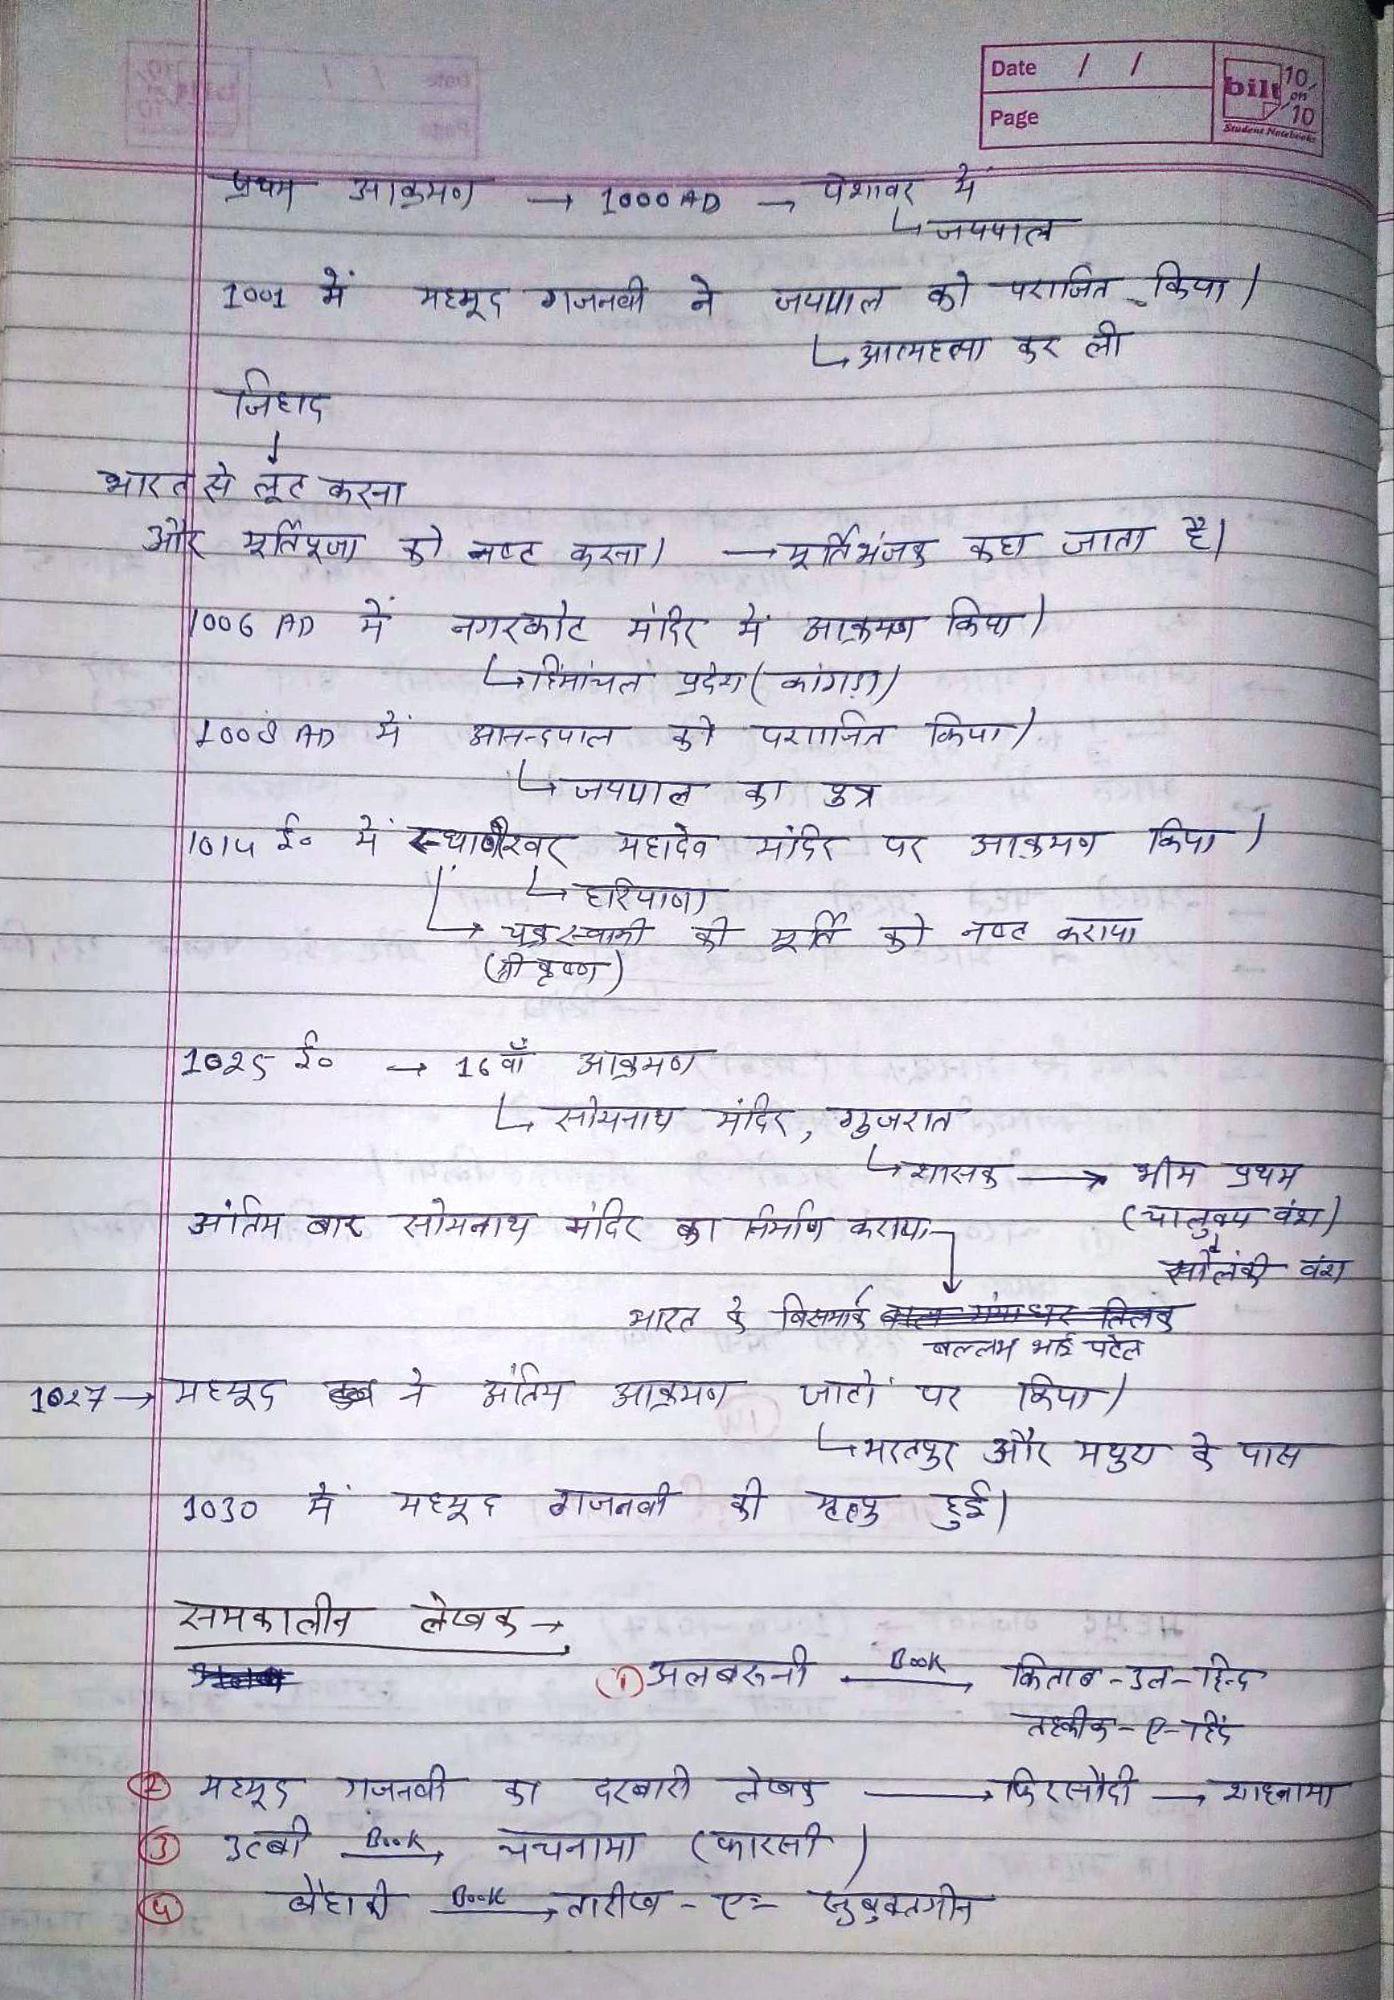 Date / /
Page
bilt 10 on 10
Student Notebooks
प्रथम आक्रमण → 1000 AD → पेशावर में
↳ जयपाल
1001 में महमूद गजनवी ने जयपाल को पराजित किया।
↳ आत्महत्या कर ली
जिहाद
↓
भारत से लूट करना
और मूर्तिपूजा को नष्ट करना। → मूर्तिभंजक कहा जाता है।
1006 AD में नगरकोट मंदिर में आक्रमण किया।
↳ हिमांचल प्रदेश (कांगड़ा)
1008 AD में आनन्दपाल को पराजित किया।
↳ जयपाल का पुत्र
1014 ई० में स्थाणीश्वर महादेव मंदिर पर आक्रमण किया।
↳ हरियाणा
↳ चक्रस्वामी की मूर्ति को नष्ट कराया
(श्री कृष्ण)
1025 ई० → 16 वाँ आक्रमण
↳ सोमनाथ मंदिर, गुजरात
↳ शासक → भीम प्रथम
अंतिम बार सोमनाथ मंदिर का निर्माण कराया (चालुक्य वंश)
↓ सोलंकी वंश
भारत के बिसमार्क बाल गंगाधर तिलक
बल्लभ भाई पटेल
1027 → महमूद ने अंतिम आक्रमण जाटों पर किया।
↳ भरतपुर और मथुरा के पास
1030 में महमूद गजनवी की मृत्यु हुई।
समकालीन लेखक →
① अलबरूनी Book → किताब-उल-हिन्द
तहकीक-ए-हिंद
② महमूद गजनवी का दरबारी लेखक → फिरसौदी → शाहनामा
③ उत्बी Book → चचनामा (फारसी)
④ बैहाकी Book → तारीख-ए-सुबुक्तगीन